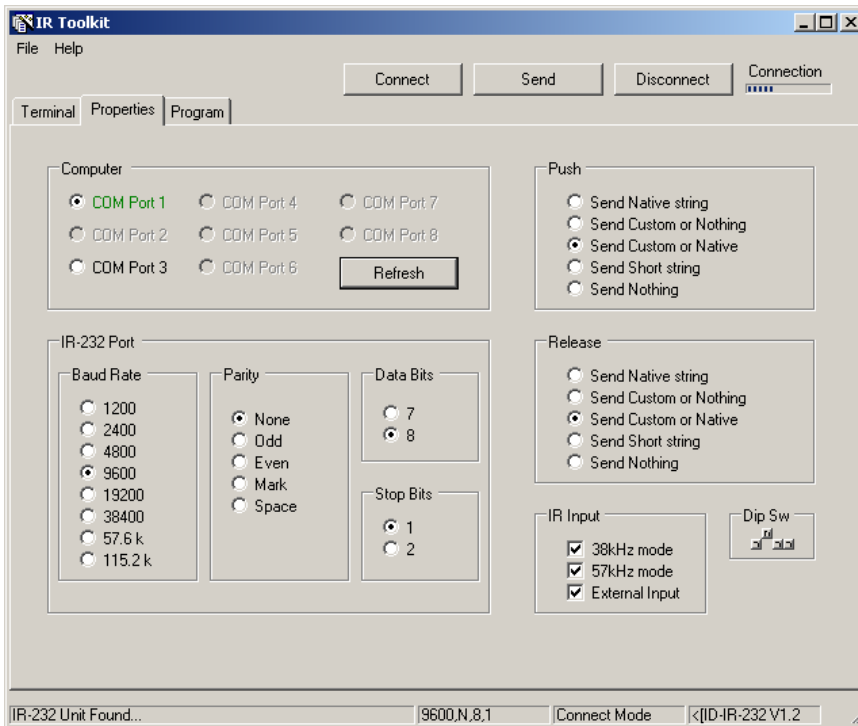 IR Toolkit
File Help
Connect Send Disconnect Connection
Terminal Properties Program
Computer
COM Port 1 COM Port 4 COM Port 7
COM Port 2 COM Port 5 COM Port 8
COM Port 3 COM Port 6 Refresh
Push
Send Native string
Send Custom or Nothing
Send Custom or Native
Send Short string
Send Nothing
IR-232 Port
Baud Rate
1200
2400
4800
9600
19200
38400
57.6 k
115.2 k
Parity
None
Odd
Even
Mark
Space
Data Bits
7
8
Stop Bits
1
2
Release
Send Native string
Send Custom or Nothing
Send Custom or Native
Send Short string
Send Nothing
IR Input
38kHz mode
57kHz mode
External Input
Dip Sw
IR-232 Unit Found... 9600,N,8,1 Connect Mode <[ID-IR-232 V1.2